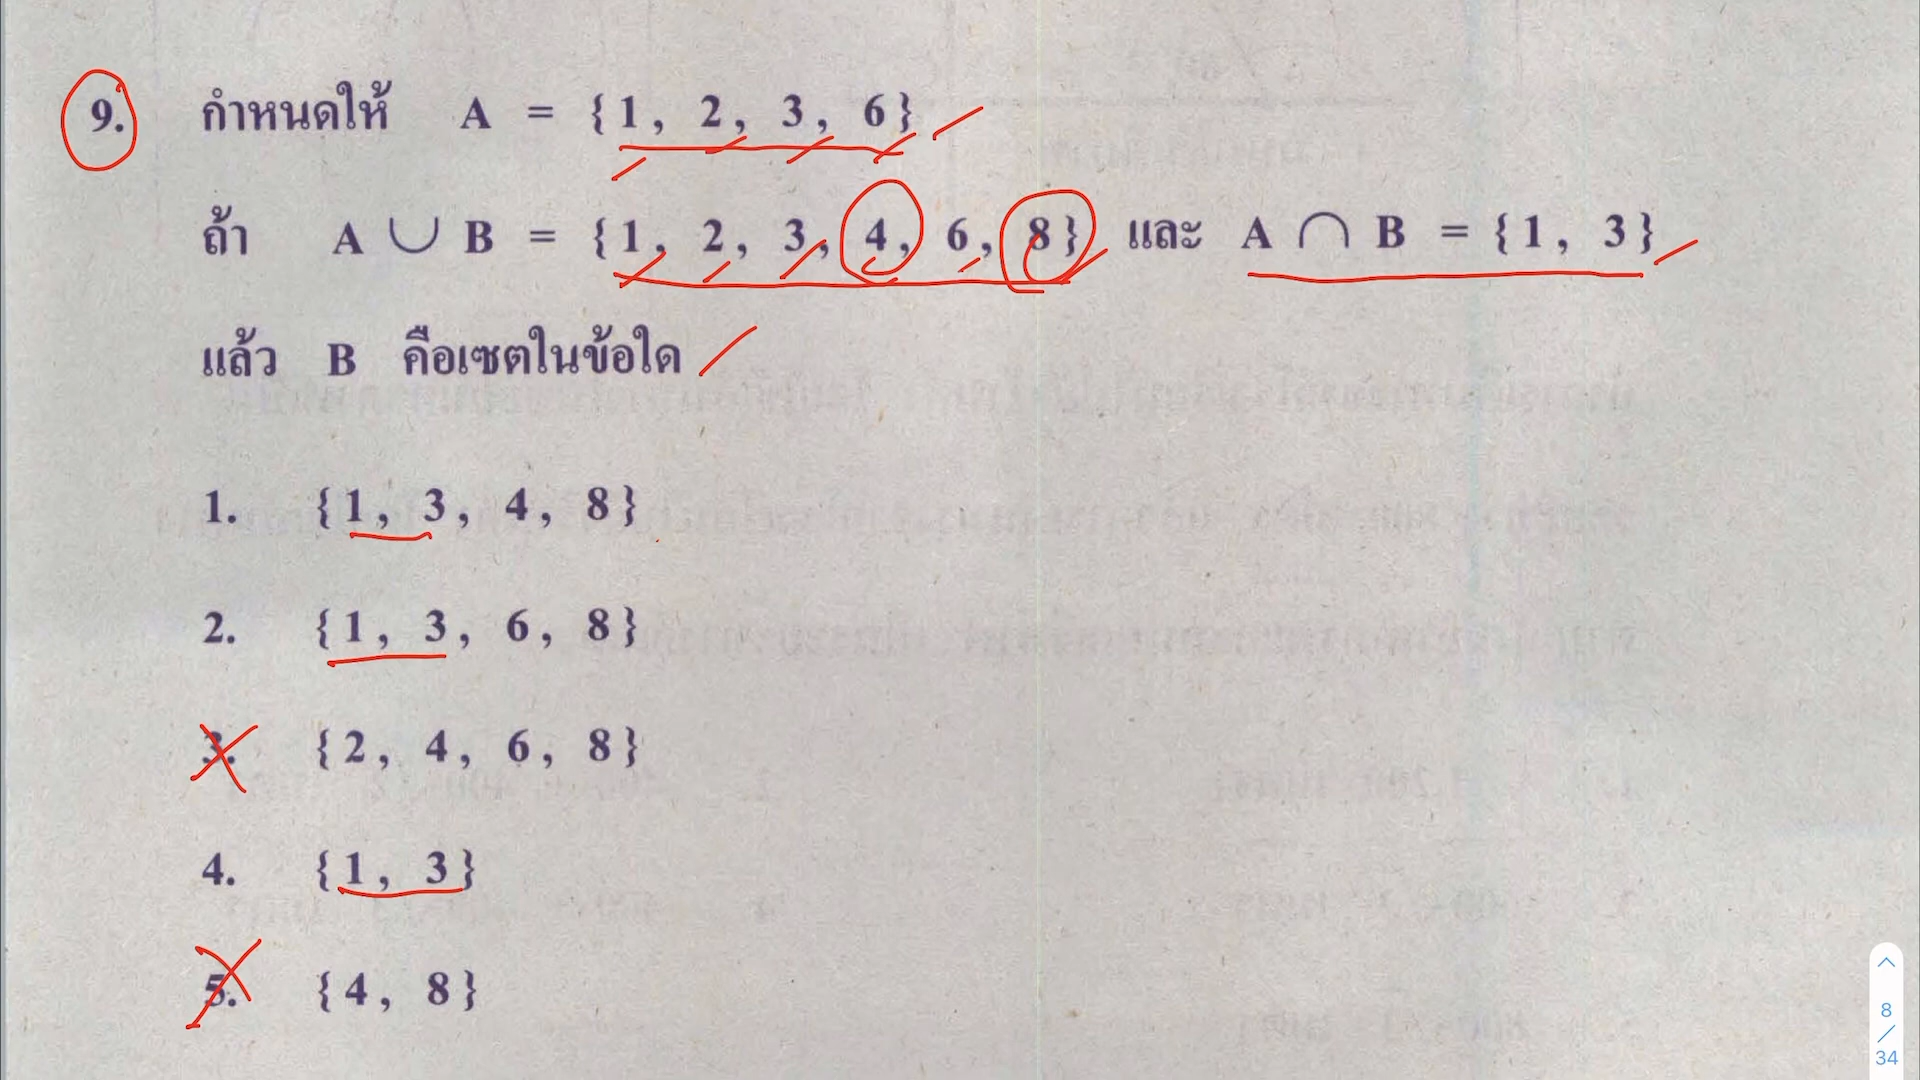 9. กำหนดให้ A = {1, 2, 3, 6}
ถ้า A ∪ B = {1, 2, 3, 4, 6, 8} และ A ∩ B = {1, 3}
แล้ว B คือเซตในข้อใด
1. {1, 3, 4, 8}
2. {1, 3, 6, 8}
3. {2, 4, 6, 8}
4. {1, 3}
5. {4, 8}
8
/
34